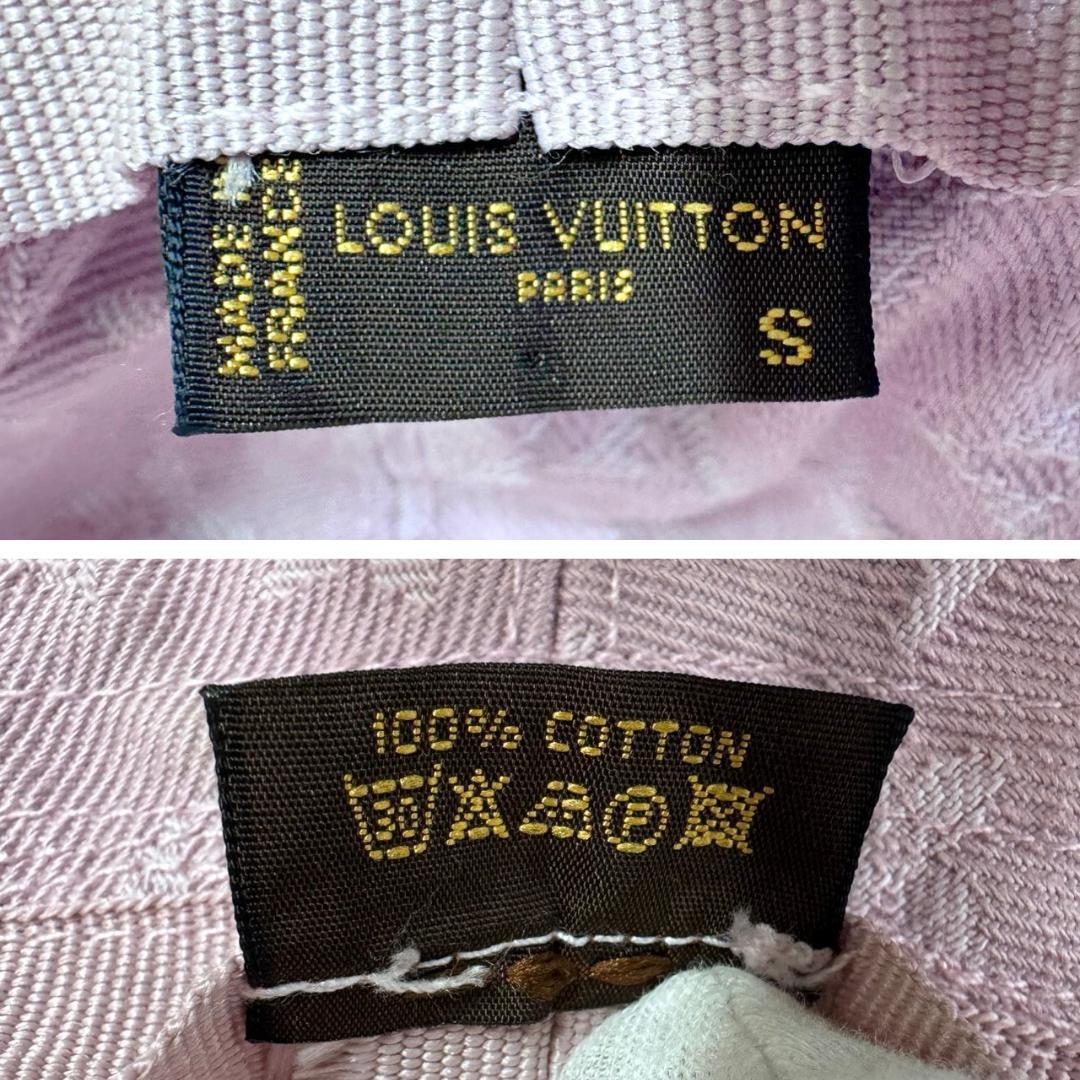 LOUIS VUITTON
PARIS
S
MADE IN
FRANCE
100% COTTON